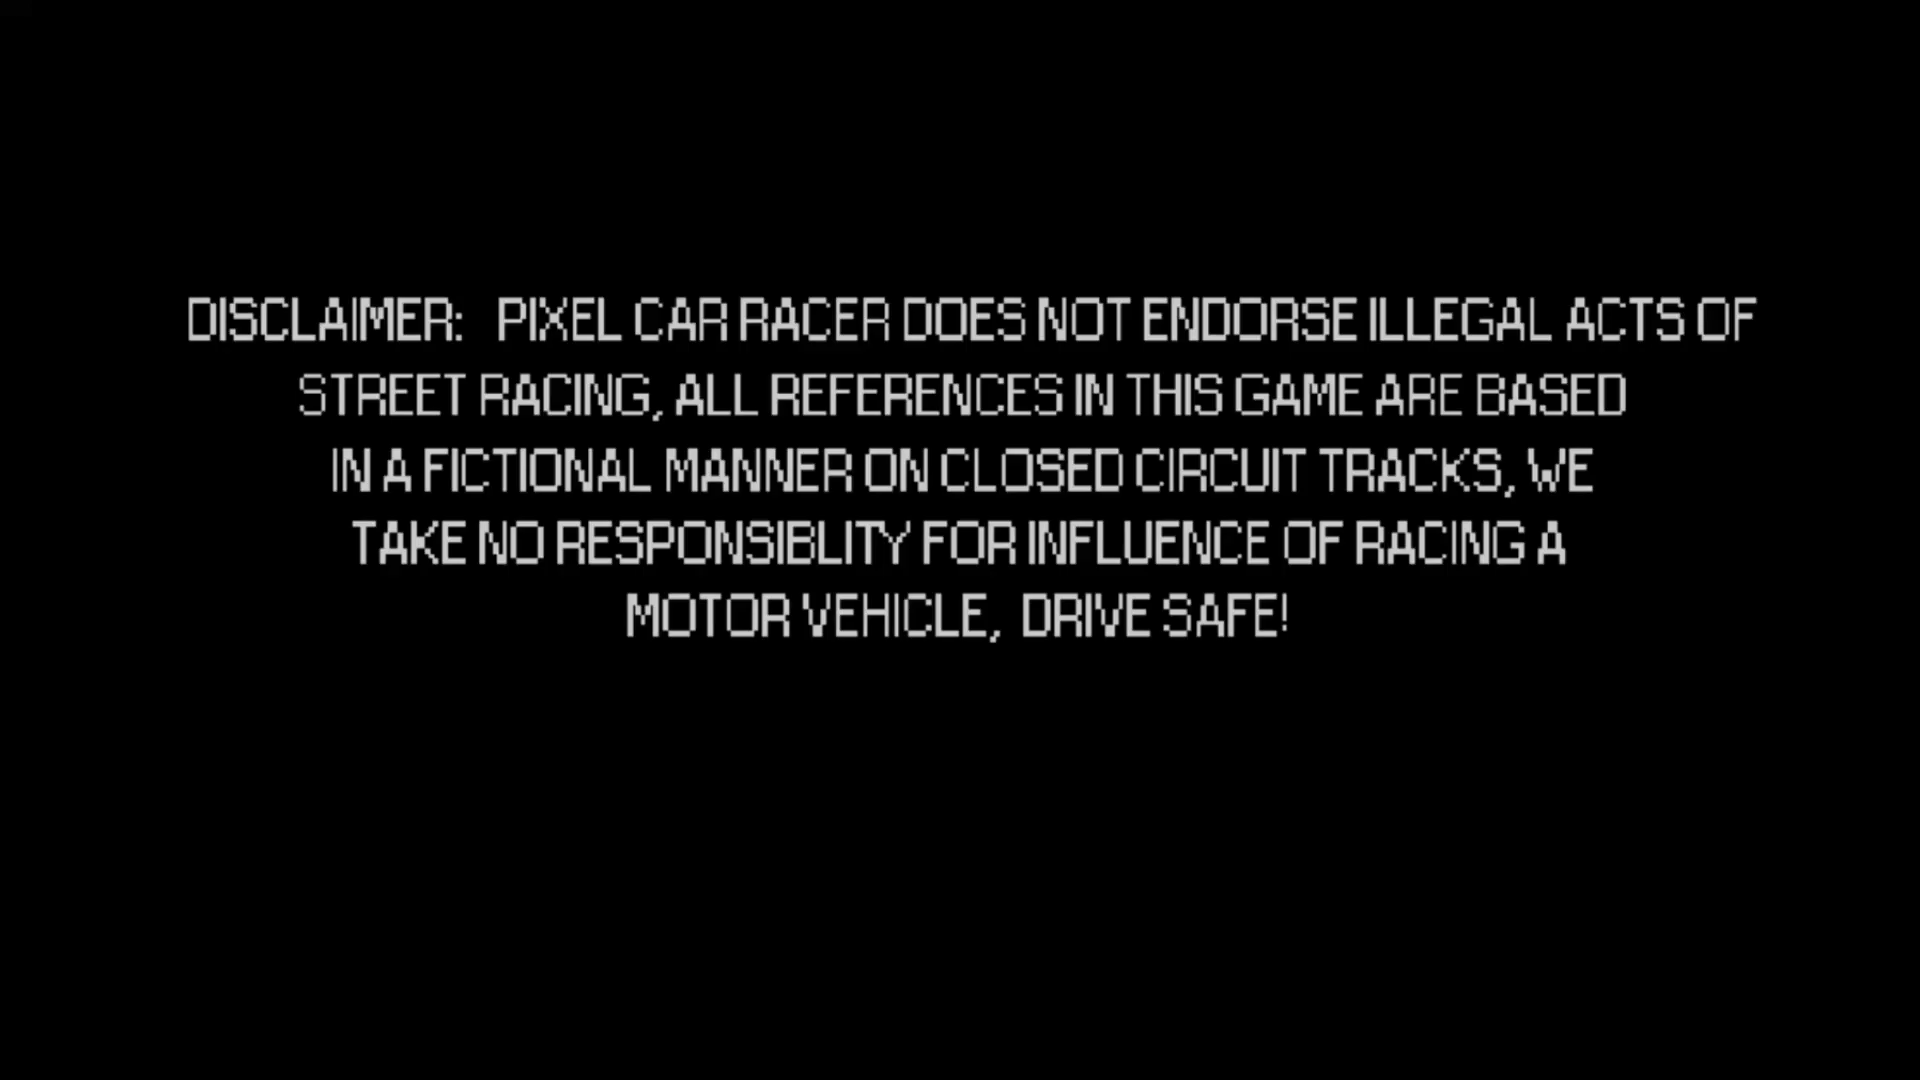 DISCLAIMER: PIXEL CAR RACER DOES NOT ENDORSE ILLEGAL ACTS OF
STREET RACING, ALL REFERENCES IN THIS GAME ARE BASED
IN A FICTIONAL MANNER ON CLOSED CIRCUIT TRACKS, WE
TAKE NO RESPONSIBLITY FOR INFLUENCE OF RACING A
MOTOR VEHICLE, DRIVE SAFE!